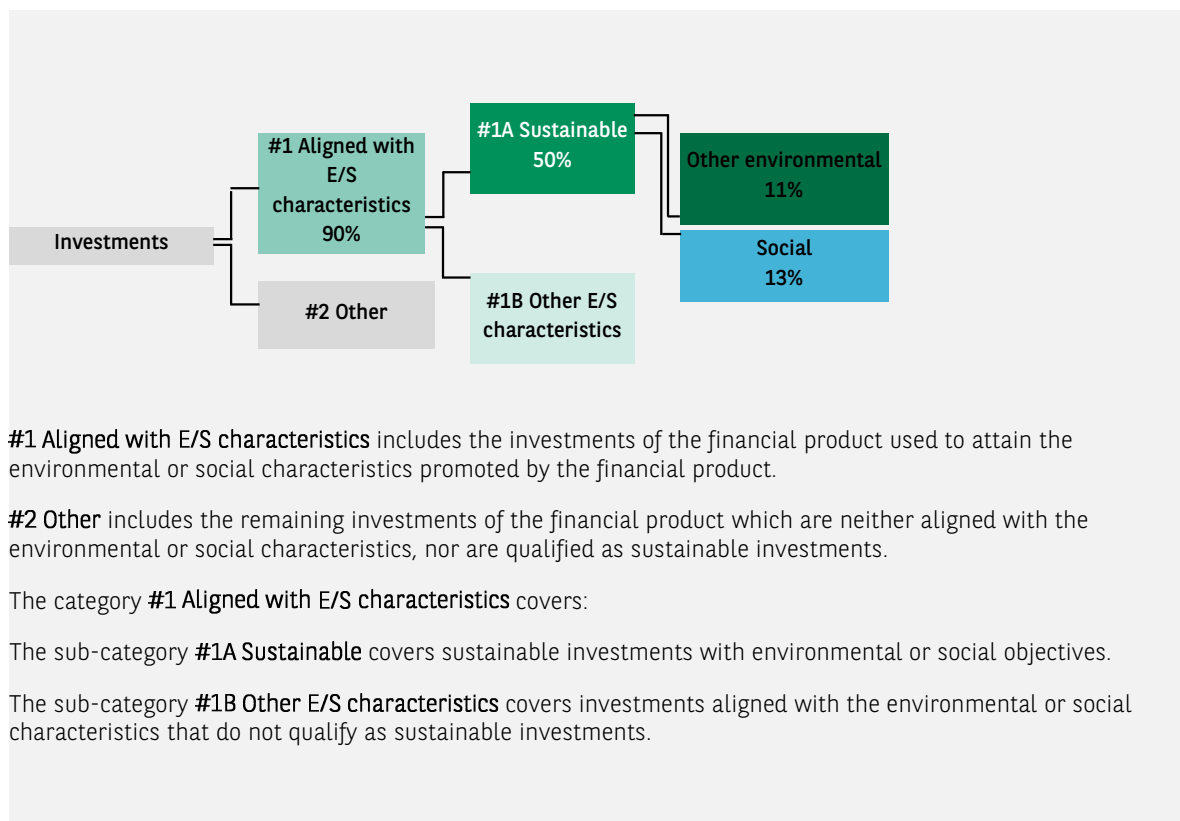 Investments
#1 Aligned with
E/S
characteristics
90%
#2 Other
#1A Sustainable
50%
#1B Other E/S
characteristics
Other environmental
11%
Social
13%
#1 Aligned with E/S characteristics includes the investments of the financial product used to attain the
environmental or social characteristics promoted by the financial product.
#2 Other includes the remaining investments of the financial product which are neither aligned with the
environmental or social characteristics, nor are qualified as sustainable investments.
The category #1 Aligned with E/S characteristics covers:
The sub-category #1A Sustainable covers sustainable investments with environmental or social objectives.
The sub-category #1B Other E/S characteristics covers investments aligned with the environmental or social
characteristics that do not qualify as sustainable investments.